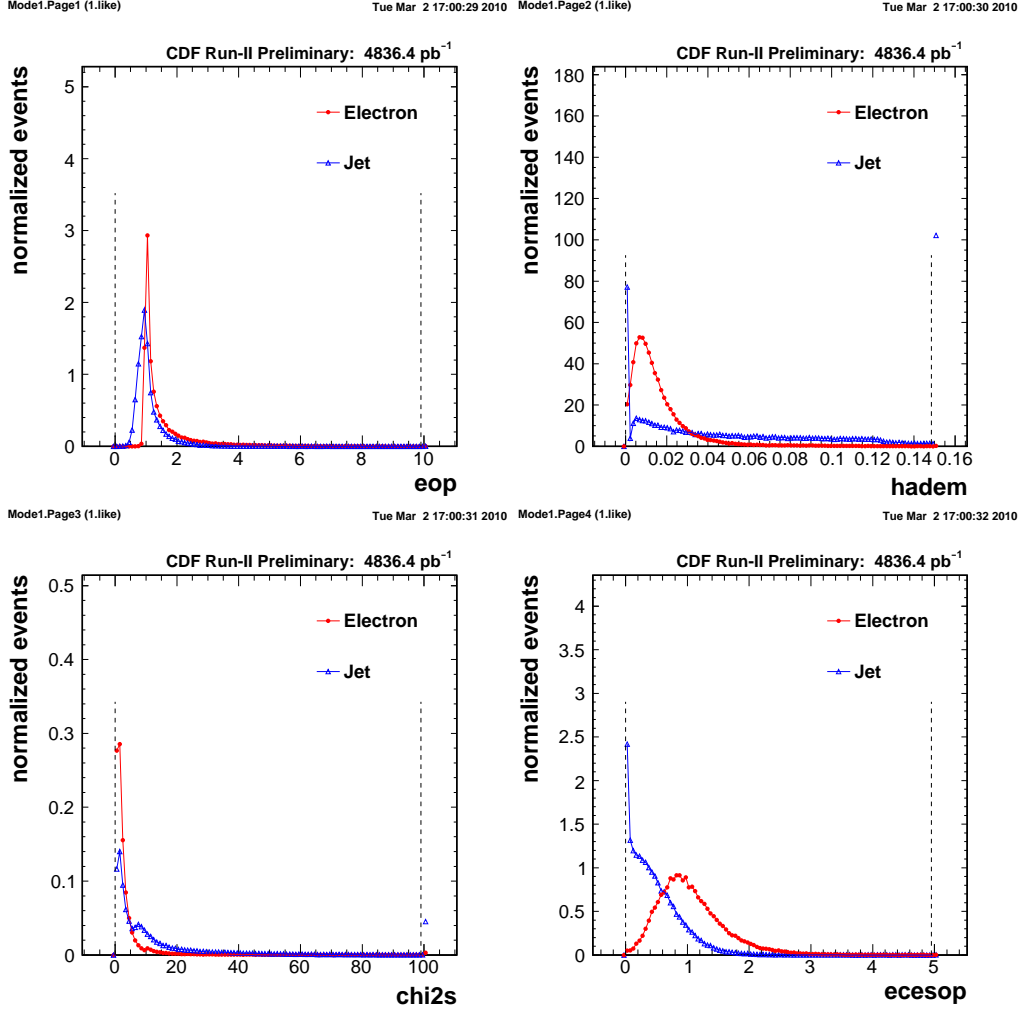 Mode1.Page1 (1.like) Tue Mar 2 17:00:29 2010
CDF Run-II Preliminary: 4836.4 pb⁻¹
normalized events
Electron
Jet
5
4
3
2
1
0
0 2 4 6 8 10
eop
Mode1.Page2 (1.like) Tue Mar 2 17:00:30 2010
CDF Run-II Preliminary: 4836.4 pb⁻¹
normalized events
Electron
Jet
180
160
140
120
100
80
60
40
20
0
0 0.02 0.04 0.06 0.08 0.1 0.12 0.14 0.16
hadem
Mode1.Page3 (1.like) Tue Mar 2 17:00:31 2010
CDF Run-II Preliminary: 4836.4 pb⁻¹
normalized events
Electron
Jet
0.5
0.4
0.3
0.2
0.1
0
0 20 40 60 80 100
chi2s
Mode1.Page4 (1.like) Tue Mar 2 17:00:32 2010
CDF Run-II Preliminary: 4836.4 pb⁻¹
normalized events
Electron
Jet
4
3.5
3
2.5
2
1.5
1
0.5
0
0 1 2 3 4 5
ecesop